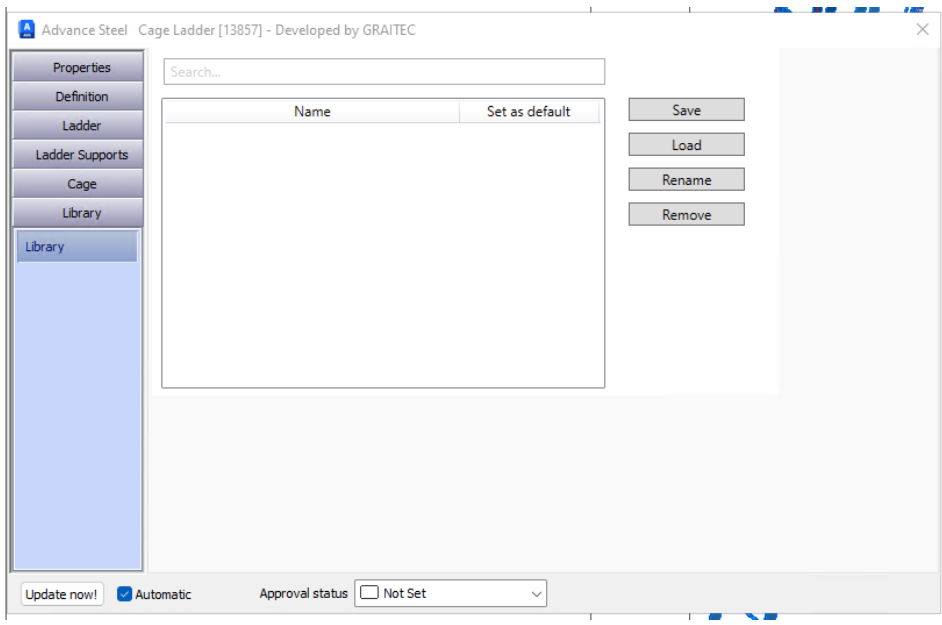 Advance Steel Cage Ladder [13857] - Developed by GRAITEC
Properties
Definition
Ladder
Ladder Supports
Cage
Library
Library
Search...
Name Set as default
Save
Load
Rename
Remove
Update now! Automatic Approval status Not Set